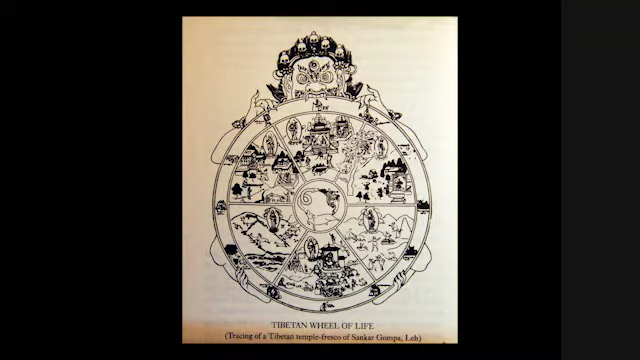 TIBETAN WHEEL OF LIFE
(Tracing of a Tibetan temple-fresco of Sankar Gompa, Leh)